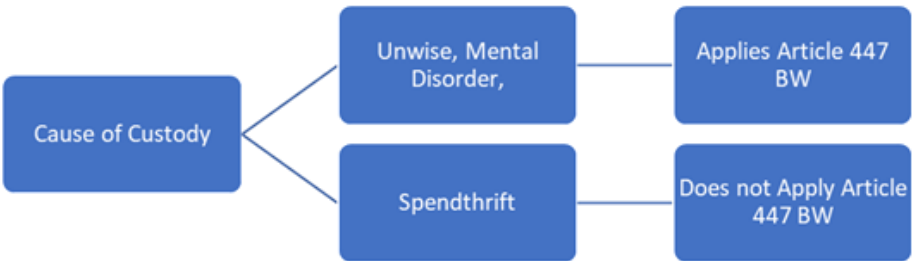 Cause of Custody
Unwise, Mental
Disorder,
Applies Article 447
BW
Spendthrift
Does not Apply Article
447 BW